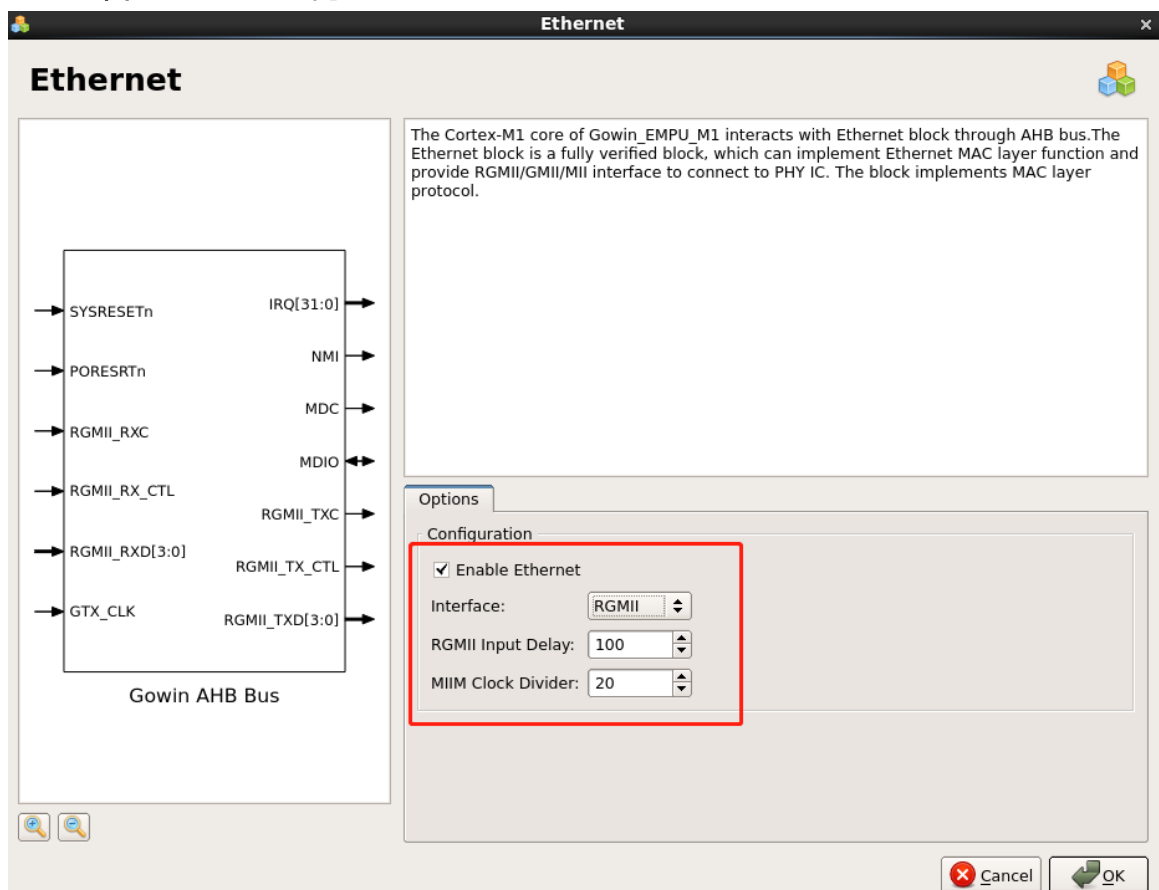 Ethernet
Ethernet
SYSRESETn
PORESRTn
RGMII_RXC
RGMII_RX_CTL
RGMII_RXD[3:0]
GTX_CLK
IRQ[31:0]
NMI
MDC
MDIO
RGMII_TXC
RGMII_TX_CTL
RGMII_TXD[3:0]
Gowin AHB Bus
The Cortex-M1 core of Gowin_EMPU_M1 interacts with Ethernet block through AHB bus.The
Ethernet block is a fully verified block, which can implement Ethernet MAC layer function and
provide RGMII/GMII/MII interface to connect to PHY IC. The block implements MAC layer
protocol.
Options
Configuration
Enable Ethernet
Interface: RGMII
RGMII Input Delay: 100
MIIM Clock Divider: 20
Cancel
OK